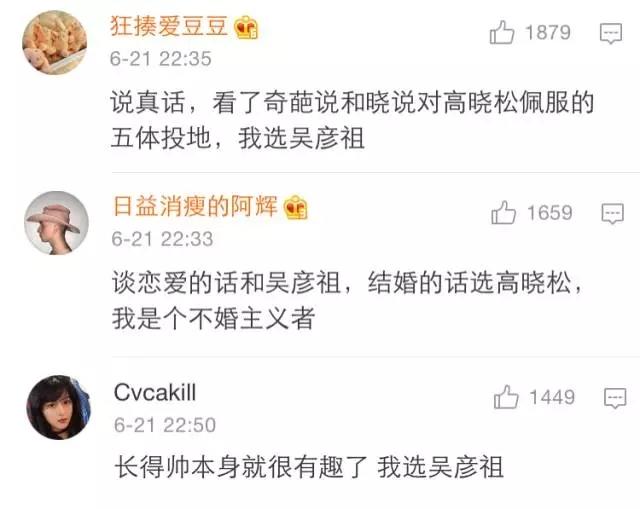 狂揍爱豆豆
1879
6-21 22:35
说真话，看了奇葩说和晓说对高晓松佩服的
五体投地，我选吴彦祖
日益消瘦的阿辉
1659
6-21 22:33
谈恋爱的话和吴彦祖，结婚的话选高晓松，
我是个不婚主义者
Cvcakill
1449
6-21 22:50
长得帅本身就很有趣了 我选吴彦祖